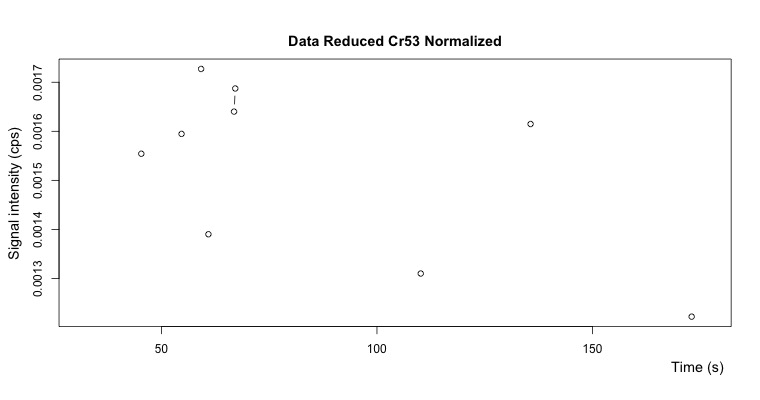 Data Reduced Cr53 Normalized
Signal intensity (cps)
0.0017
0.0016
0.0015
0.0014
0.0013
50 100 150
Time (s)